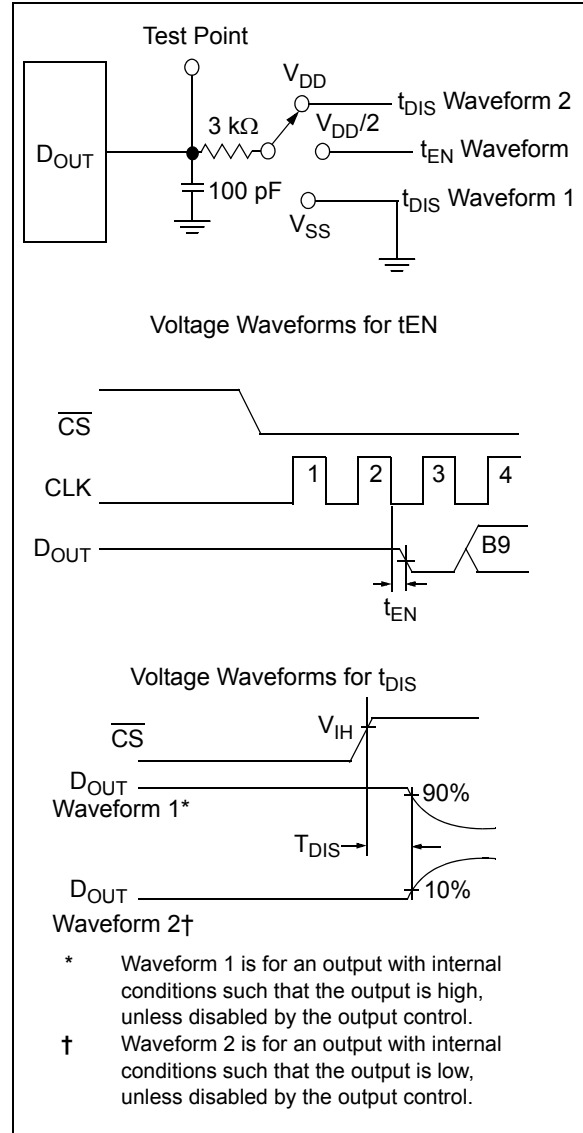 Test Point
VDD
tDIS Waveform 2
3 kΩ
VDD/2
DOUT
tEN Waveform
100 pF
tDIS Waveform 1
VSS
Voltage Waveforms for tEN
CS
CLK
1 2 3 4
DOUT
B9
tEN
Voltage Waveforms for tDIS
VIH
CS
DOUT
Waveform 1*
90%
TDIS
DOUT
10%
Waveform 2†
* Waveform 1 is for an output with internal
conditions such that the output is high,
unless disabled by the output control.
† Waveform 2 is for an output with internal
conditions such that the output is low,
unless disabled by the output control.